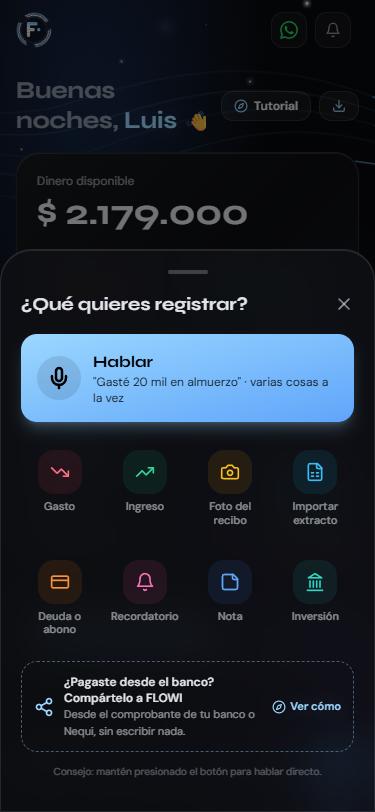 F
Buenas
noches, Luis 👋
Tutorial
Dinero disponible
$ 2.179.000
¿Qué quieres registrar?
Hablar
"Gasté 20 mil en almuerzo" · varias cosas a
la vez
Gasto
Ingreso
Foto del
recibo
Importar
extracto
Deuda o
abono
Recordatorio
Nota
Inversión
¿Pagaste desde el banco?
Compártelo a FLOWI
Desde el comprobante de tu banco o
Nequi, sin escribir nada.
Ver cómo
Consejo: mantén presionado el botón para hablar directo.